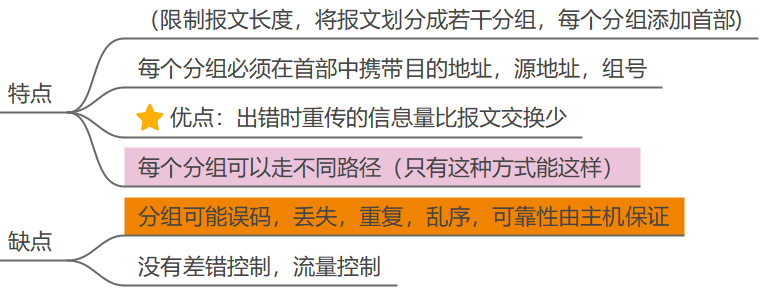 特点
（限制报文长度，将报文划分成若干分组，每个分组添加首部)
每个分组必须在首部中携带目的地址，源地址，组号
优点：出错时重传的信息量比报文交换少
每个分组可以走不同路径（只有这种方式能这样）
缺点
分组可能误码，丢失，重复，乱序，可靠性由主机保证
没有差错控制，流量控制